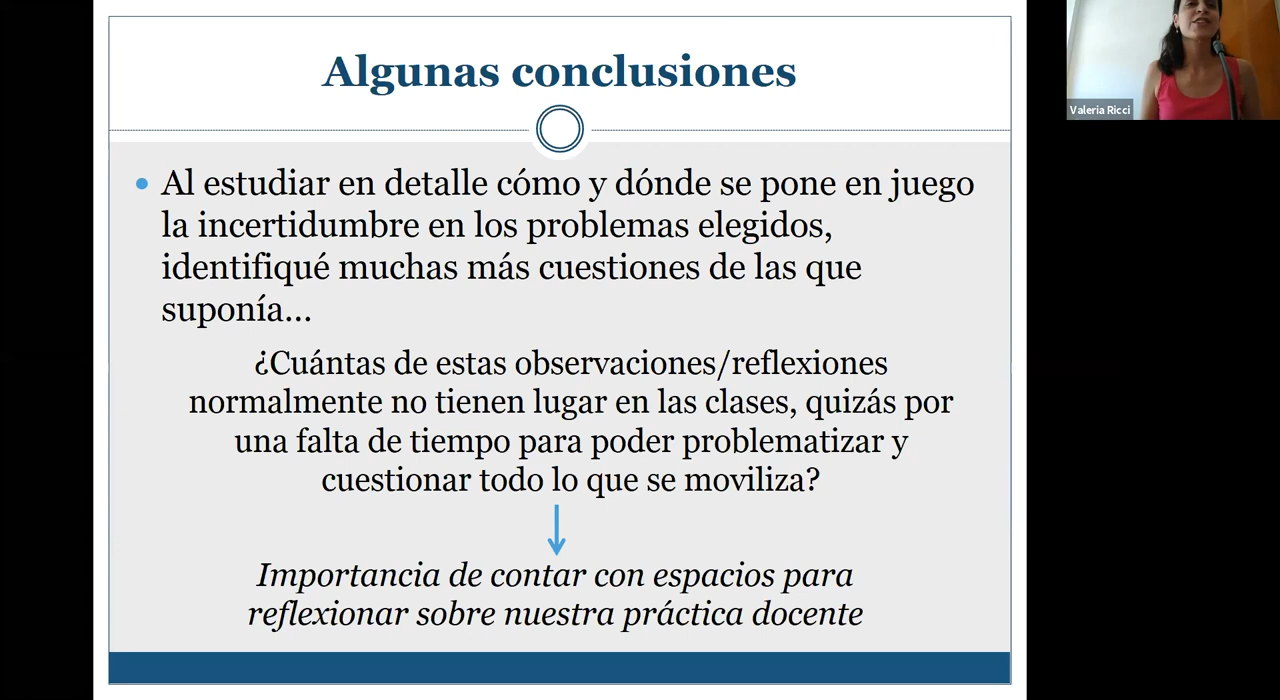 Algunas conclusiones
Valeria Ricci
• Al estudiar en detalle cómo y dónde se pone en juego
la incertidumbre en los problemas elegidos,
identifiqué muchas más cuestiones de las que
suponía…
¿Cuántas de estas observaciones/reflexiones
normalmente no tienen lugar en las clases, quizás por
una falta de tiempo para poder problematizar y
cuestionar todo lo que se moviliza?
Importancia de contar con espacios para
reflexionar sobre nuestra práctica docente